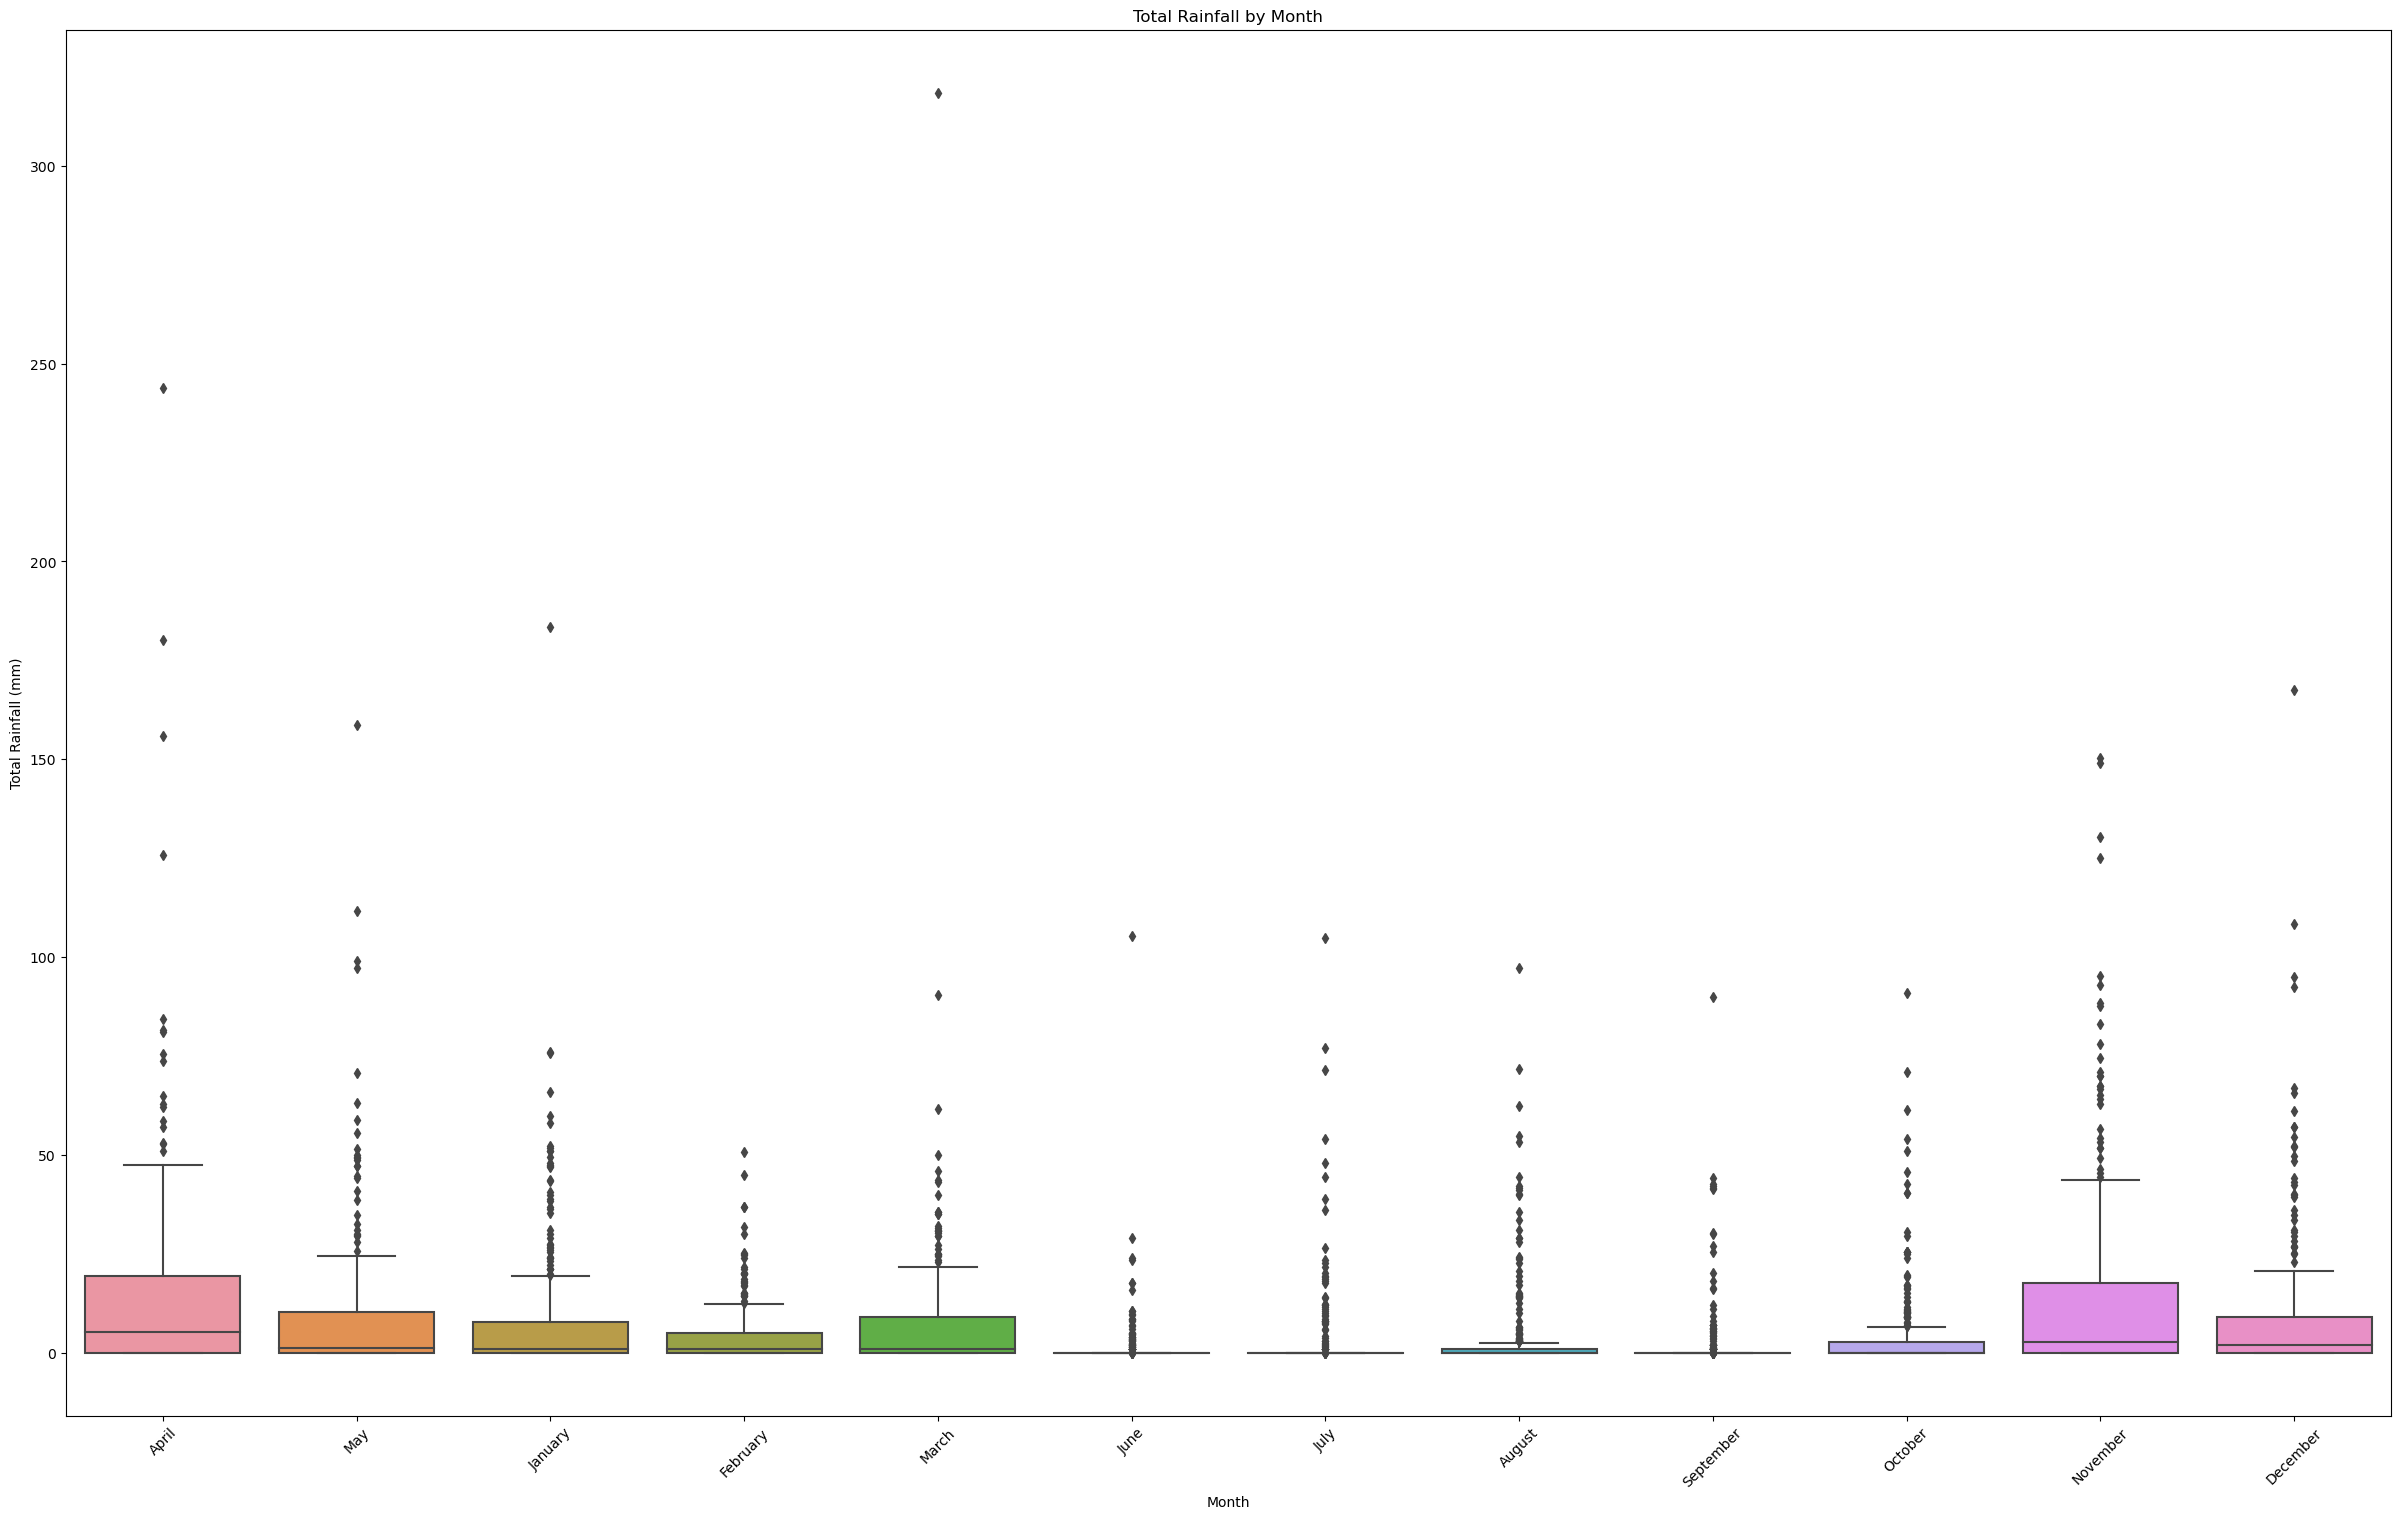 Total Rainfall by Month
Total Rainfall (mm)
300
250
200
150
100
50
0
April
May
January
February
March
June
July
August
September
October
November
December
Month